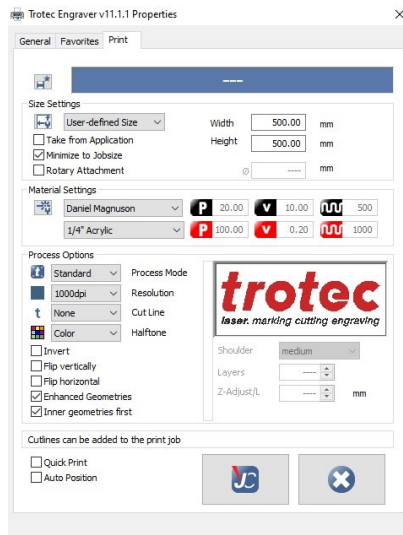 Trotec Engraver v11.1.1 Properties
General Favorites Print
---
Size Settings
User-defined Size Width 500.00 mm
Take from Application Height 500.00 mm
Minimize to Jobsize
Rotary Attachment ø ---- mm
Material Settings
Daniel Magnuson P 20.00 V 10.00 500
1/4" Acrylic P 100.00 V 0.20 1000
Process Options
t Standard Process Mode
1000dpi Resolution
t None Cut Line
Color Halftone
trotec
laser. marking cutting engraving
Invert Shoulder medium
Flip vertically Layers ----
Flip horizontal Z-Adjust/L ---- mm
Enhanced Geometries
Inner geometries first
Cutlines can be added to the print job
Quick Print JC
Auto Position